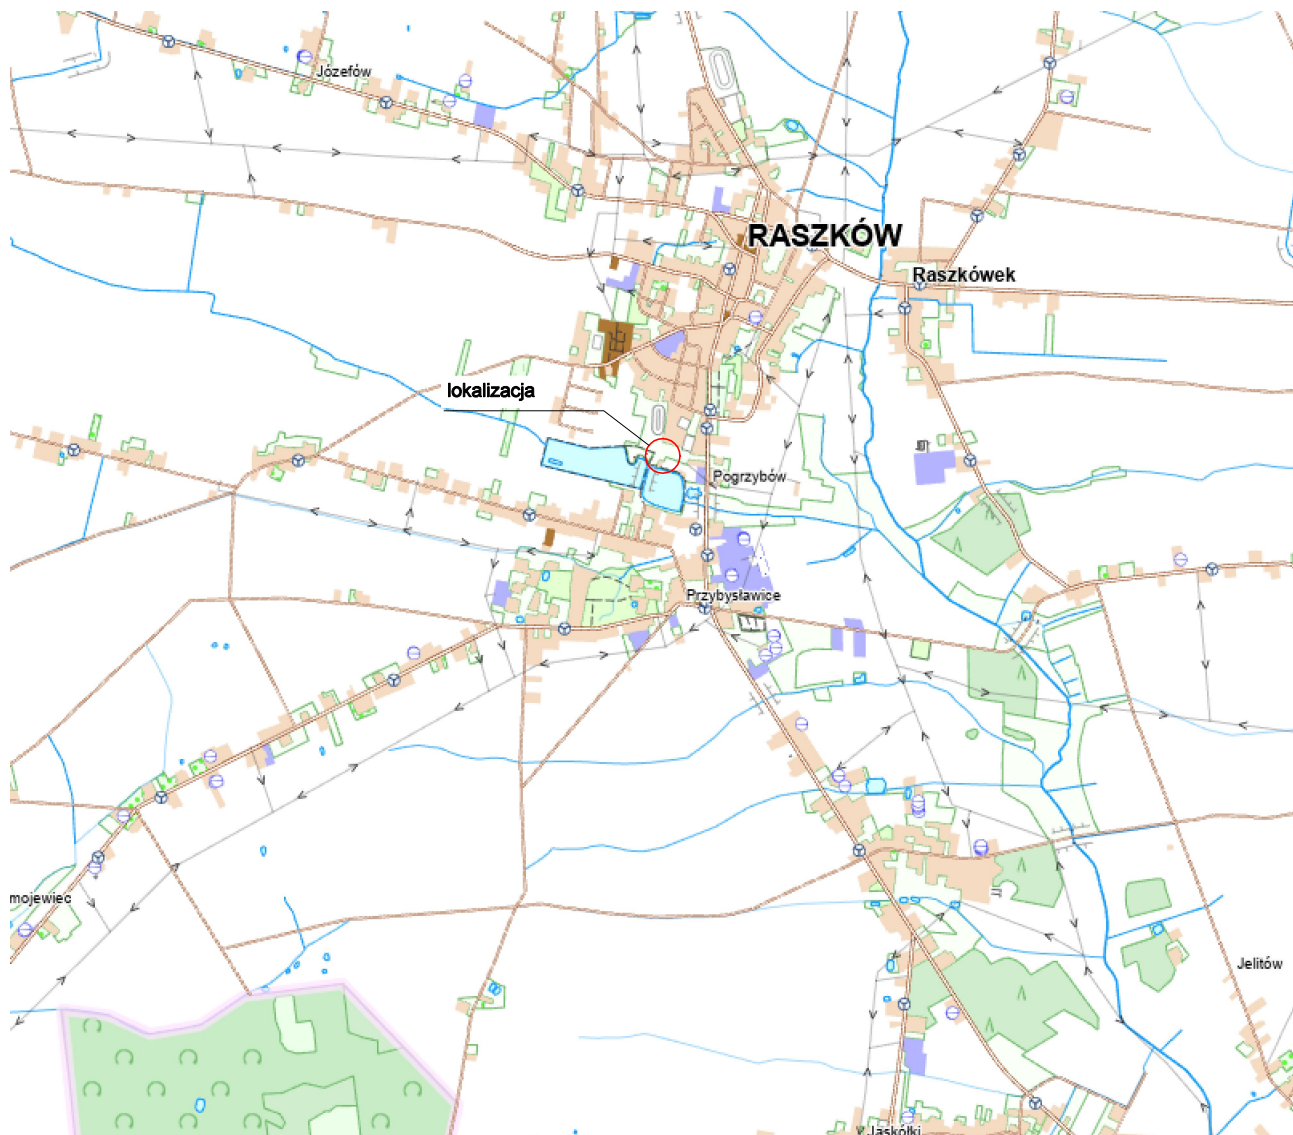 Józefów
RASZKÓW
Raszkówek
lokalizacja
Pogrzybów
Przybysławice
mojewiec
Jelitów
Jaskółki